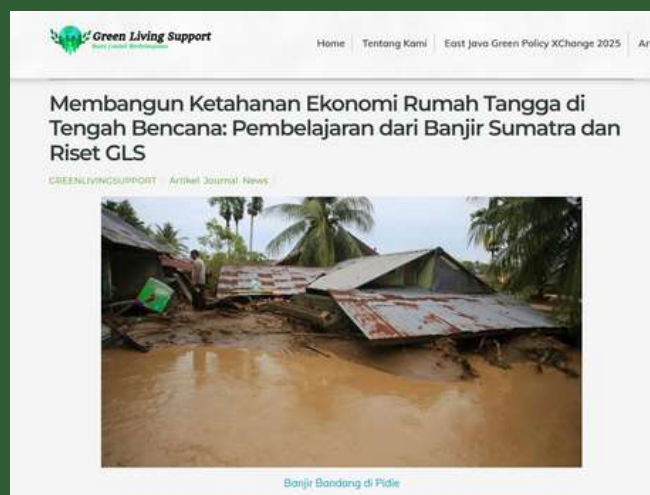 Green Living Support
Home
Tentang Kami
East Java Green Policy XChange 2025
Membangun Ketahanan Ekonomi Rumah Tangga di
Tengah Bencana: Pembelajaran dari Banjir Sumatra dan
Riset GLS
GREENLIVINGSUPPORT
Artikel Journal News
Banjir Bandang di Pidie